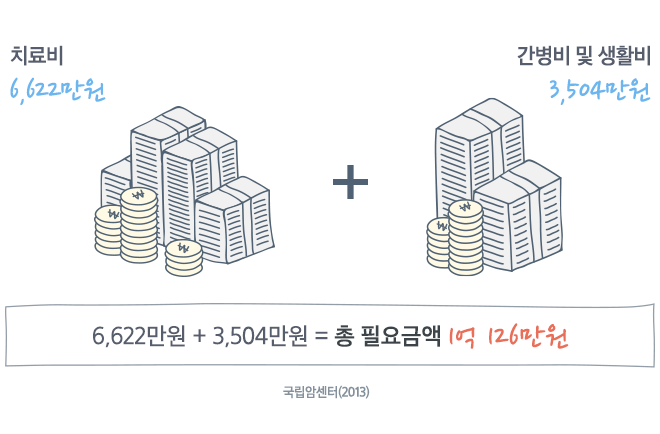 치료비
6,622만원
간병비 및 생활비
3,504만원
6,622만원 + 3,504만원 = 총 필요금액 1억 126만원
국립암센터(2013)